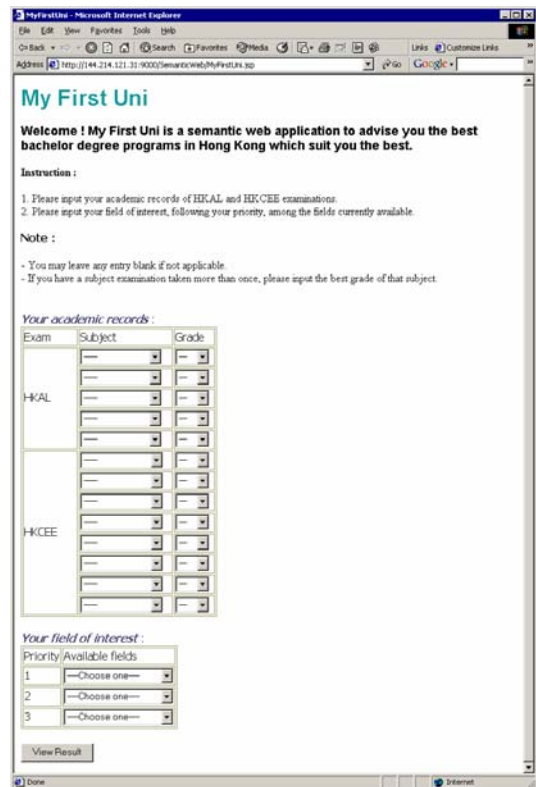 MyFirstUni - Microsoft Internet Explorer
File Edit View Favorites Tools Help
Back Search Favorites Media Links Customize Links
Address http://144.214.121.31:9000/SemanticWeb/MyFirstUni.jsp Go Google
My First Uni
Welcome ! My First Uni is a semantic web application to advise you the best
bachelor degree programs in Hong Kong which suit you the best.
Instruction :
1. Please input your academic records of HKAL and HKCEE examinations.
2. Please input your field of interest, following your priority, among the fields currently available.
Note :
- You may leave any entry blank if not applicable.
- If you have a subject examination taken more than once, please input the best grade of that subject.
Your academic records :
Exam Subject Grade
HKAL
HKCEE
Your field of interest :
Priority Available fields
1 ---Choose one---
2 ---Choose one---
3 ---Choose one---
View Result
Done Internet